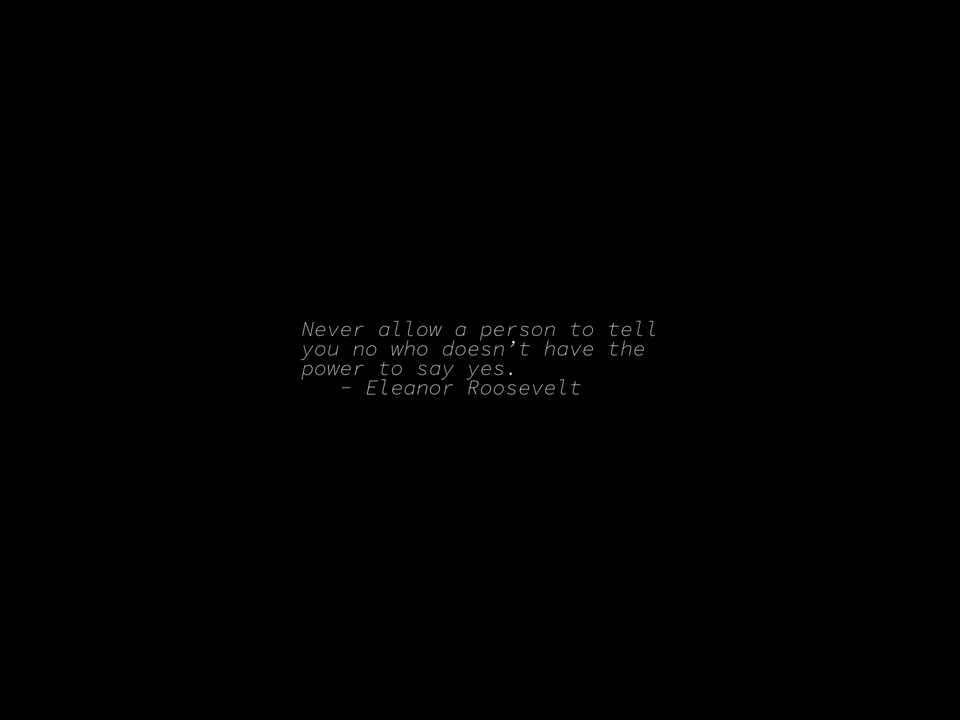 Never allow a person to tell
you no who doesn’t have the
power to say yes.
– Eleanor Roosevelt